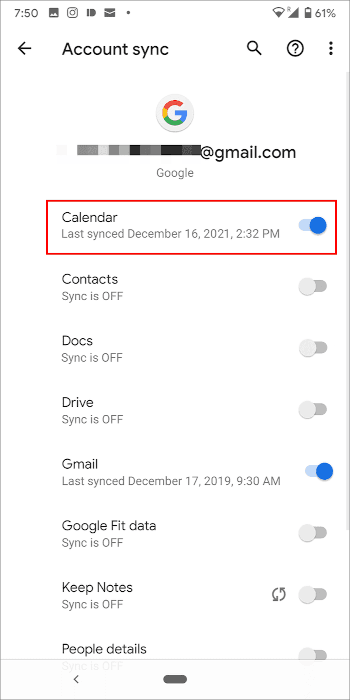 7:50
R
61%
Account sync
@gmail.com
Google
Calendar
Last synced December 16, 2021, 2:32 PM
Contacts
Sync is OFF
Docs
Sync is OFF
Drive
Sync is OFF
Gmail
Last synced December 17, 2019, 9:30 AM
Google Fit data
Sync is OFF
Keep Notes
Sync is OFF
People details